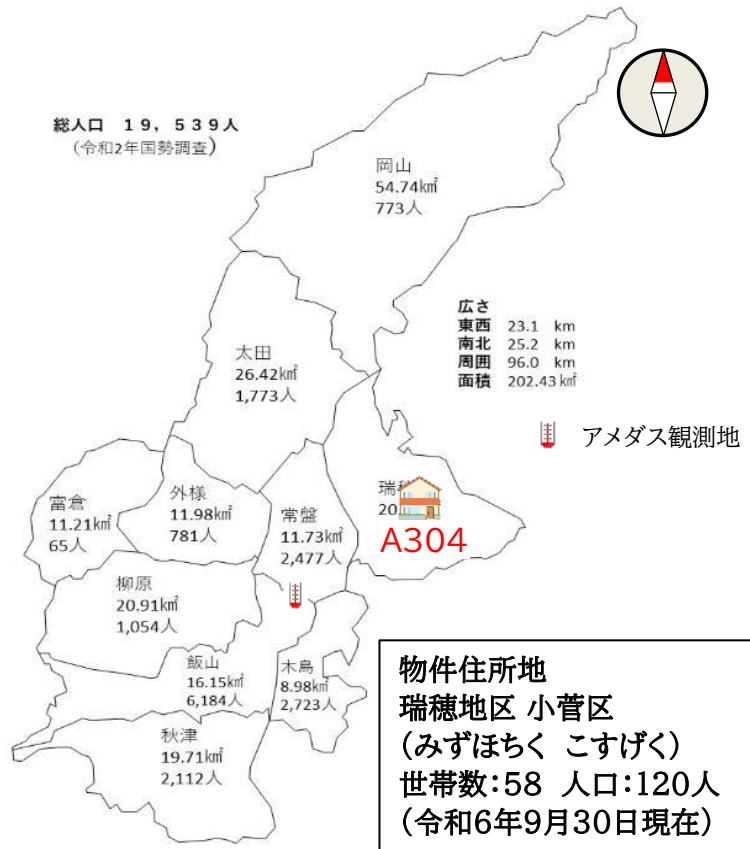 総人口 19,539人
(令和2年国勢調査)
岡山
54.74㎢
773人
広さ
東西 23.1 km
南北 25.2 km
周囲 96.0 km
面積 202.43㎢
アメダス観測地
太田
26.42㎢
1,773人
瑞穂
20.
A304
富倉
11.21㎢
65人
外様
11.98㎢
781人
常盤
11.73㎢
2,477人
柳原
20.91㎢
1,054人
飯山
16.15㎢
6,184人
木島
8.98㎢
2,723人
秋津
19.71㎢
2,112人
物件住所地
瑞穂地区 小菅区
(みずほちく こすげく)
世帯数:58 人口:120人
(令和6年9月30日現在)